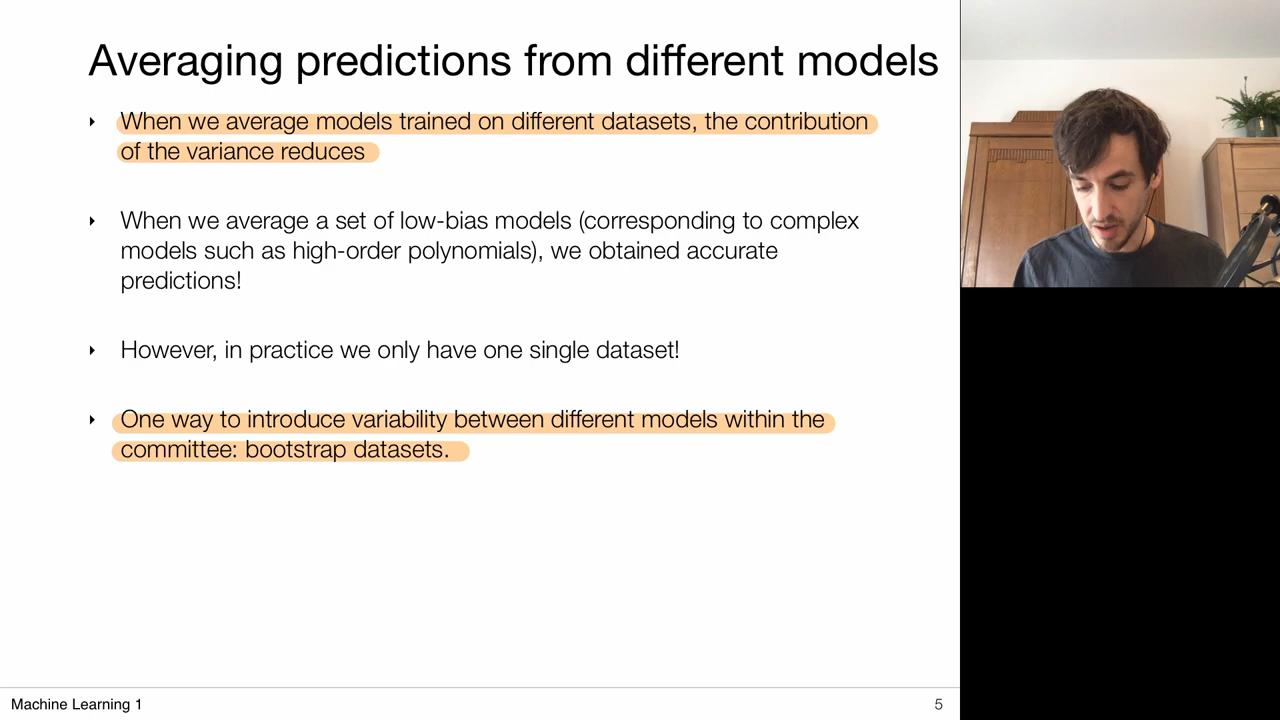 Averaging predictions from different models
‣ When we average models trained on different datasets, the contribution
of the variance reduces
‣ When we average a set of low-bias models (corresponding to complex
models such as high-order polynomials), we obtained accurate
predictions!
‣ However, in practice we only have one single dataset!
‣ One way to introduce variability between different models within the
committee: bootstrap datasets.
Machine Learning 1
5